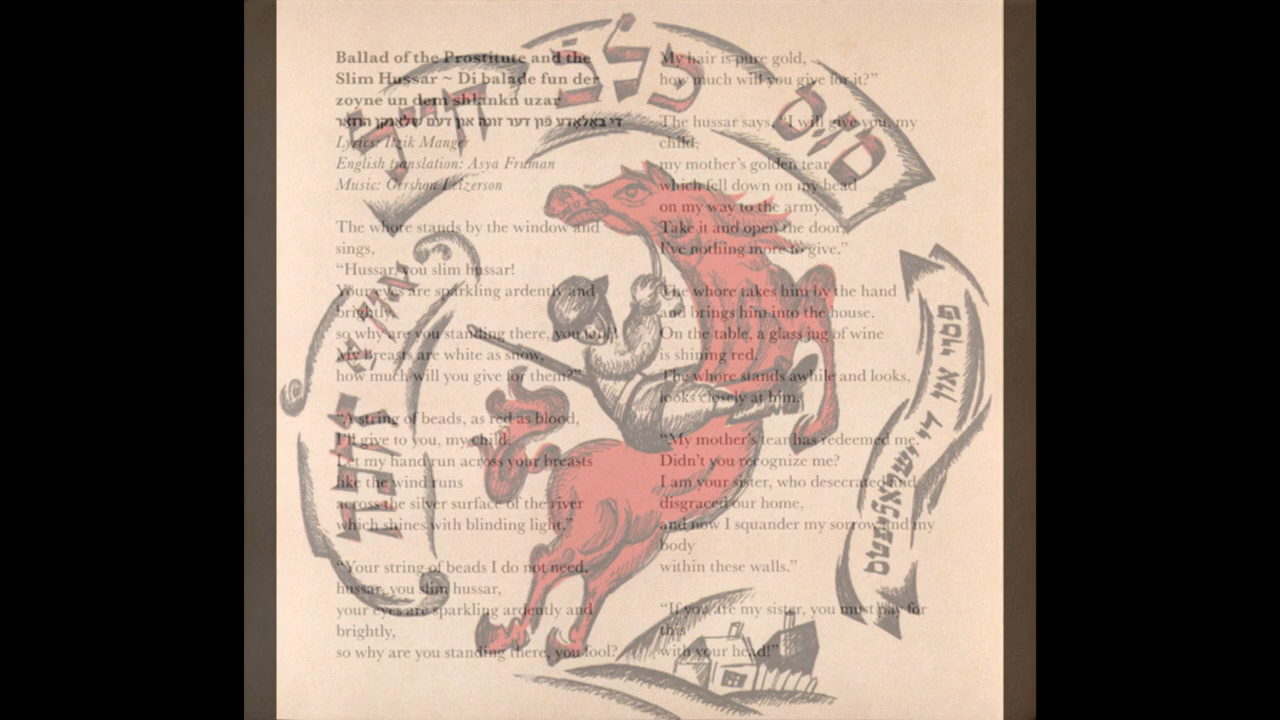 Ballad of the Prostitute and the
Slim Hussar ~ Di balade fun der
zoyne un dem shlankn uzar
די באַלאַדע פֿון דער זונה און דעם שלאַנקן הוזאַר
Lyrics: Itzik Manger
English translation: Asya Fruman
Music: Gershon Leizerson
The whore stands by the window and
sings,
“Hussar, you slim hussar!
Your eyes are sparkling ardently and
brightly,
so why are you standing there, you fool?
My breasts are white as snow,
how much will you give for them?”
“A string of beads, as red as blood,
I’ll give to you, my child.
Let my hand run across your breasts
like the wind runs
across the silver surface of the river
which shines with blinding light.”
“Your string of beads I do not need,
hussar, you slim hussar,
your eyes are sparkling ardently and
brightly,
so why are you standing there, you fool?
My hair is pure gold,
how much will you give for it?”
The hussar says, “I will give you, my
child,
my mother’s golden tear
which fell down on my head
on my way to the army.
Take it and open the door,
I’ve nothing more to give.”
The whore takes him by the hand
and brings him into the house.
On the table, a glass jug of wine
is shining red.
The whore stands awhile and looks,
looks closely at him.
“My mother’s tear has redeemed me.
Didn’t you recognize me?
I am your sister, who desecrated and
disgraced our home,
and now I squander my sorrow and my
body
within these walls.”
“If you are my sister, you must pay for
this
with your head!”